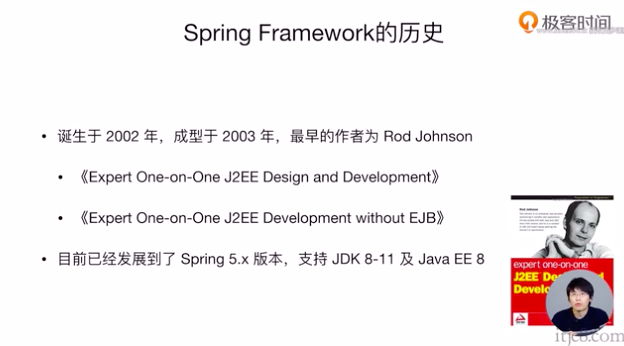 极客时间
Spring Framework的历史
• 诞生于 2002 年，成型于 2003 年，最早的作者为 Rod Johnson
• 《Expert One-on-One J2EE Design and Development》
• 《Expert One-on-One J2EE Development without EJB》
• 目前已经发展到了 Spring 5.x 版本，支持 JDK 8-11 及 Java EE 8
Rod Johnson
expert one-on-one
J2EE
itjc8.com